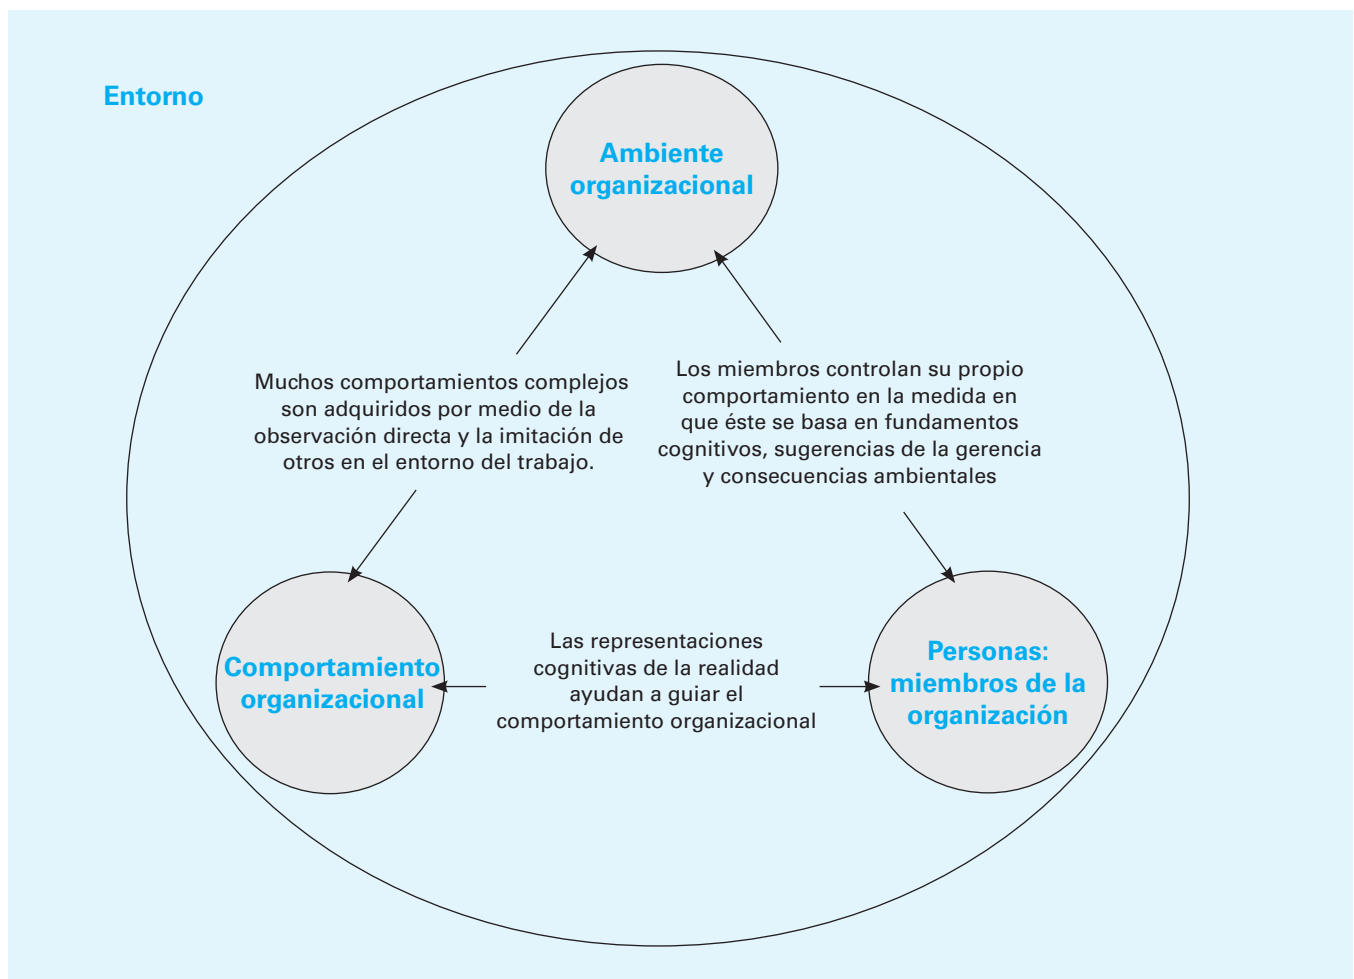 Entorno
Ambiente
organizacional
Muchos comportamientos complejos
son adquiridos por medio de la
observación directa y la imitación de
otros en el entorno del trabajo.
Los miembros controlan su propio
comportamiento en la medida en
que éste se basa en fundamentos
cognitivos, sugerencias de la gerencia
y consecuencias ambientales
Comportamiento
organizacional
Las representaciones
cognitivas de la realidad
ayudan a guiar el
comportamiento organizacional
Personas:
miembros de la
organización